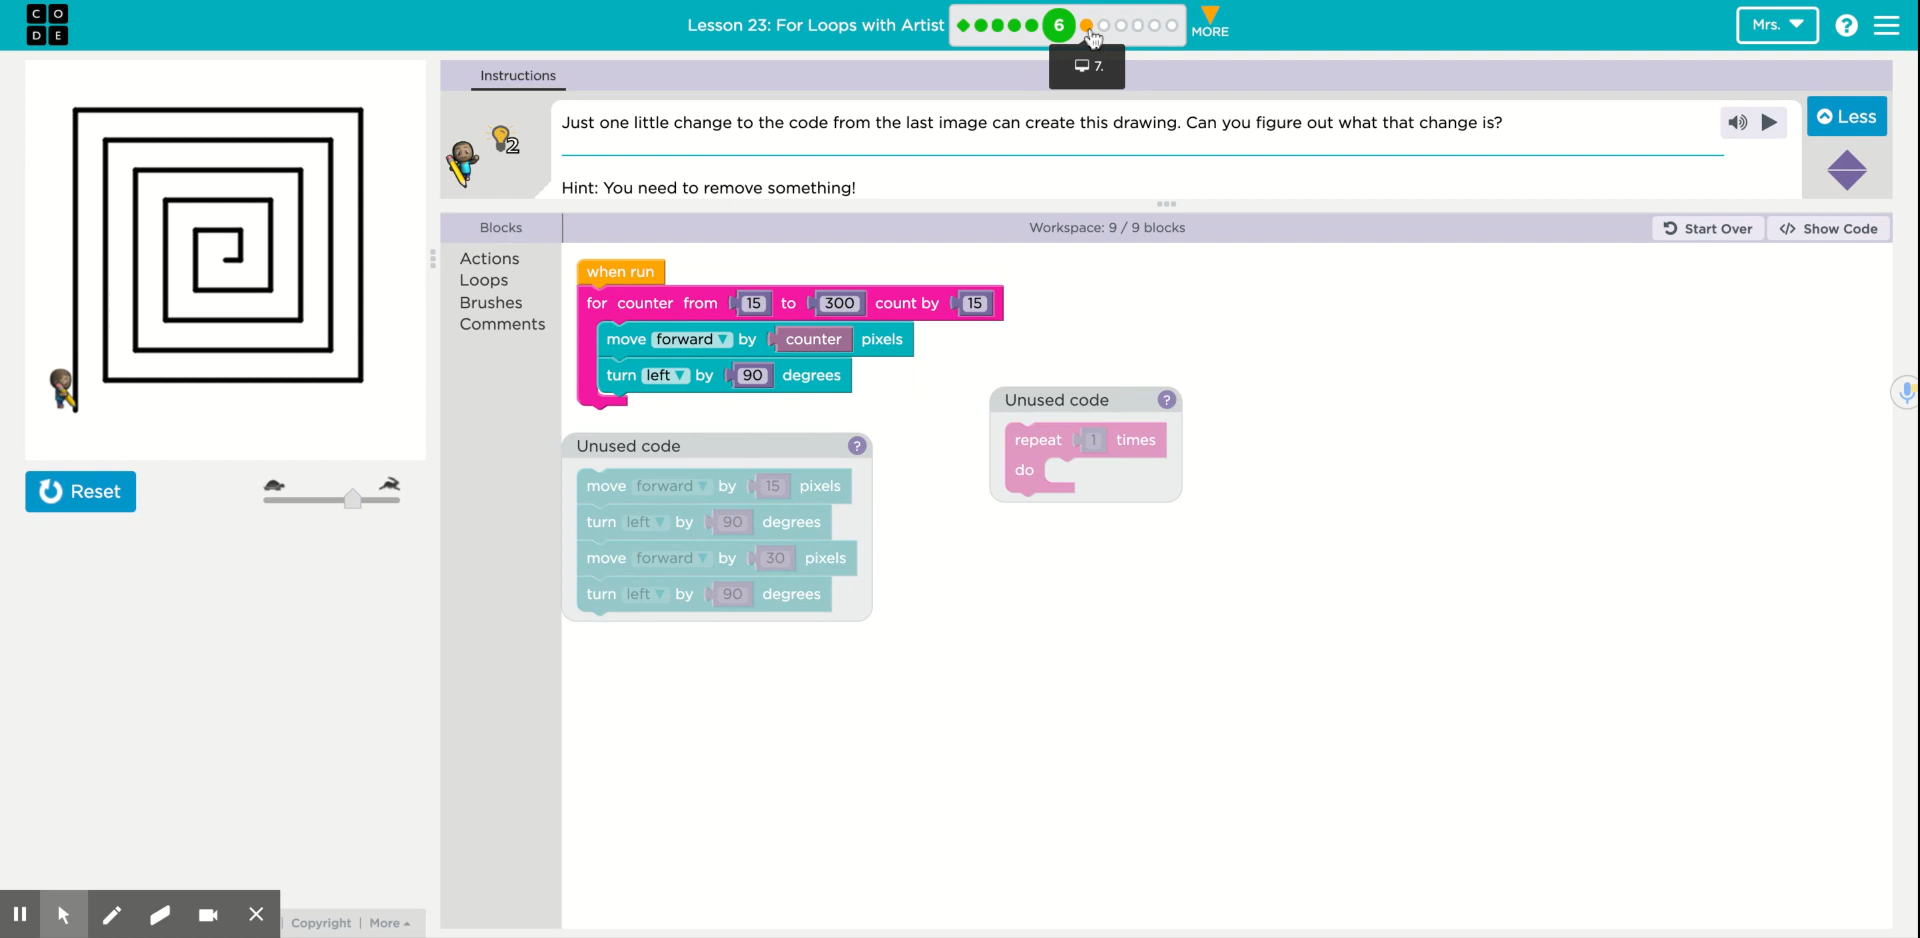 C O
D E
Lesson 23: For Loops with Artist
6
MORE
Mrs.
?
7.
Instructions
2
Just one little change to the code from the last image can create this drawing. Can you figure out what that change is?
Less
Hint: You need to remove something!
Blocks
Workspace: 9 / 9 blocks
Start Over
</> Show Code
Actions
Loops
Brushes
Comments
when run
for counter from 15 to 300 count by 15
move forward by counter pixels
turn left by 90 degrees
Unused code ?
repeat 1 times
do
Unused code ?
move forward by 15 pixels
turn left by 90 degrees
move forward by 30 pixels
turn left by 90 degrees
Reset
Copyright | More